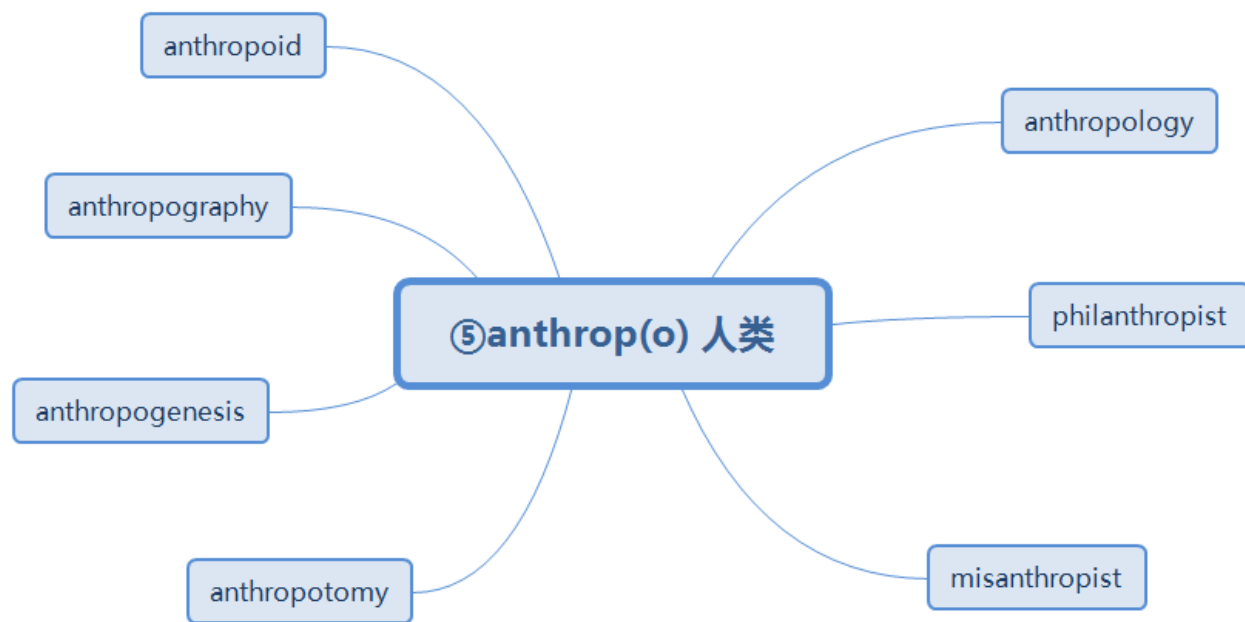 anthropoid
anthropology
anthropography
philanthropist
⑤anthrop(o) 人类
anthropogenesis
misanthropist
anthropotomy